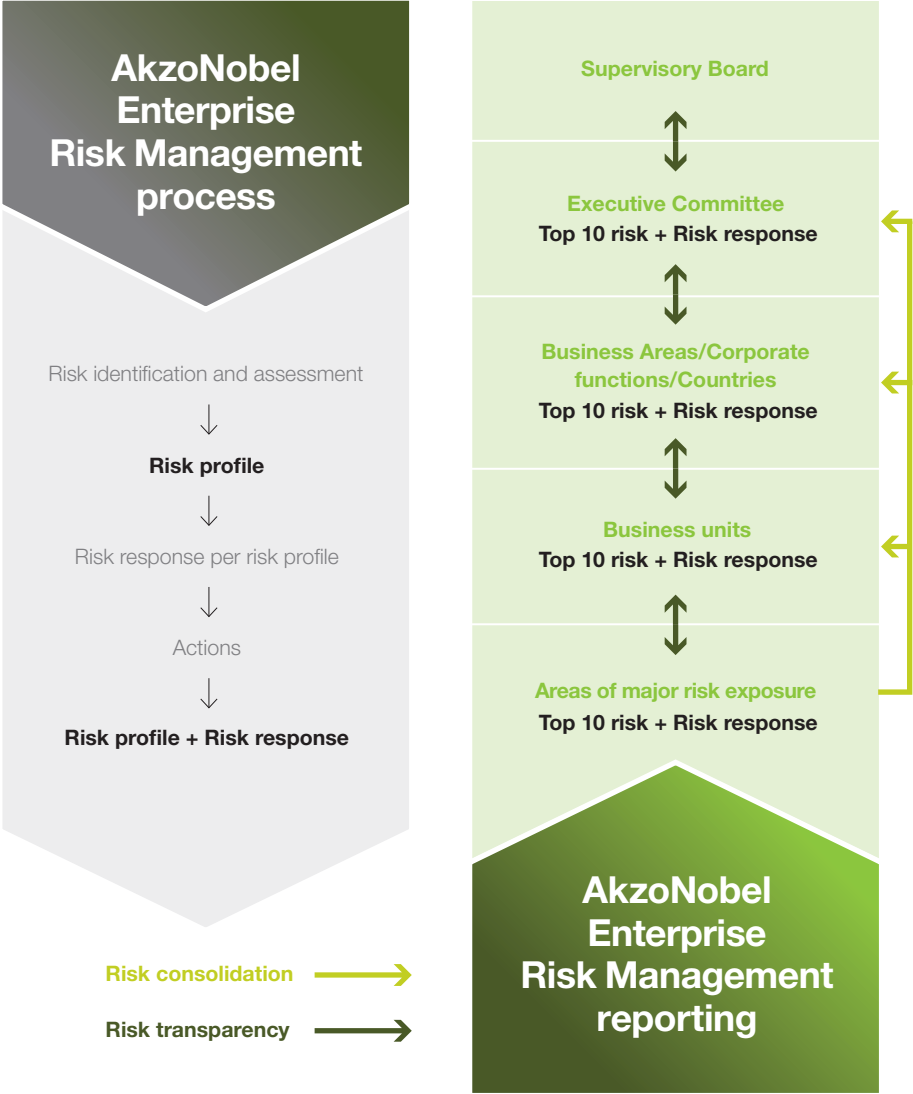 AkzoNobel
Enterprise
Risk Management
process
Risk identification and assessment
Risk profile
Risk response per risk profile
Actions
Risk profile + Risk response
Risk consolidation
Risk transparency
Supervisory Board
Executive Committee
Top 10 risk + Risk response
Business Areas/Corporate
functions/Countries
Top 10 risk + Risk response
Business units
Top 10 risk + Risk response
Areas of major risk exposure
Top 10 risk + Risk response
AkzoNobel
Enterprise
Risk Management
reporting